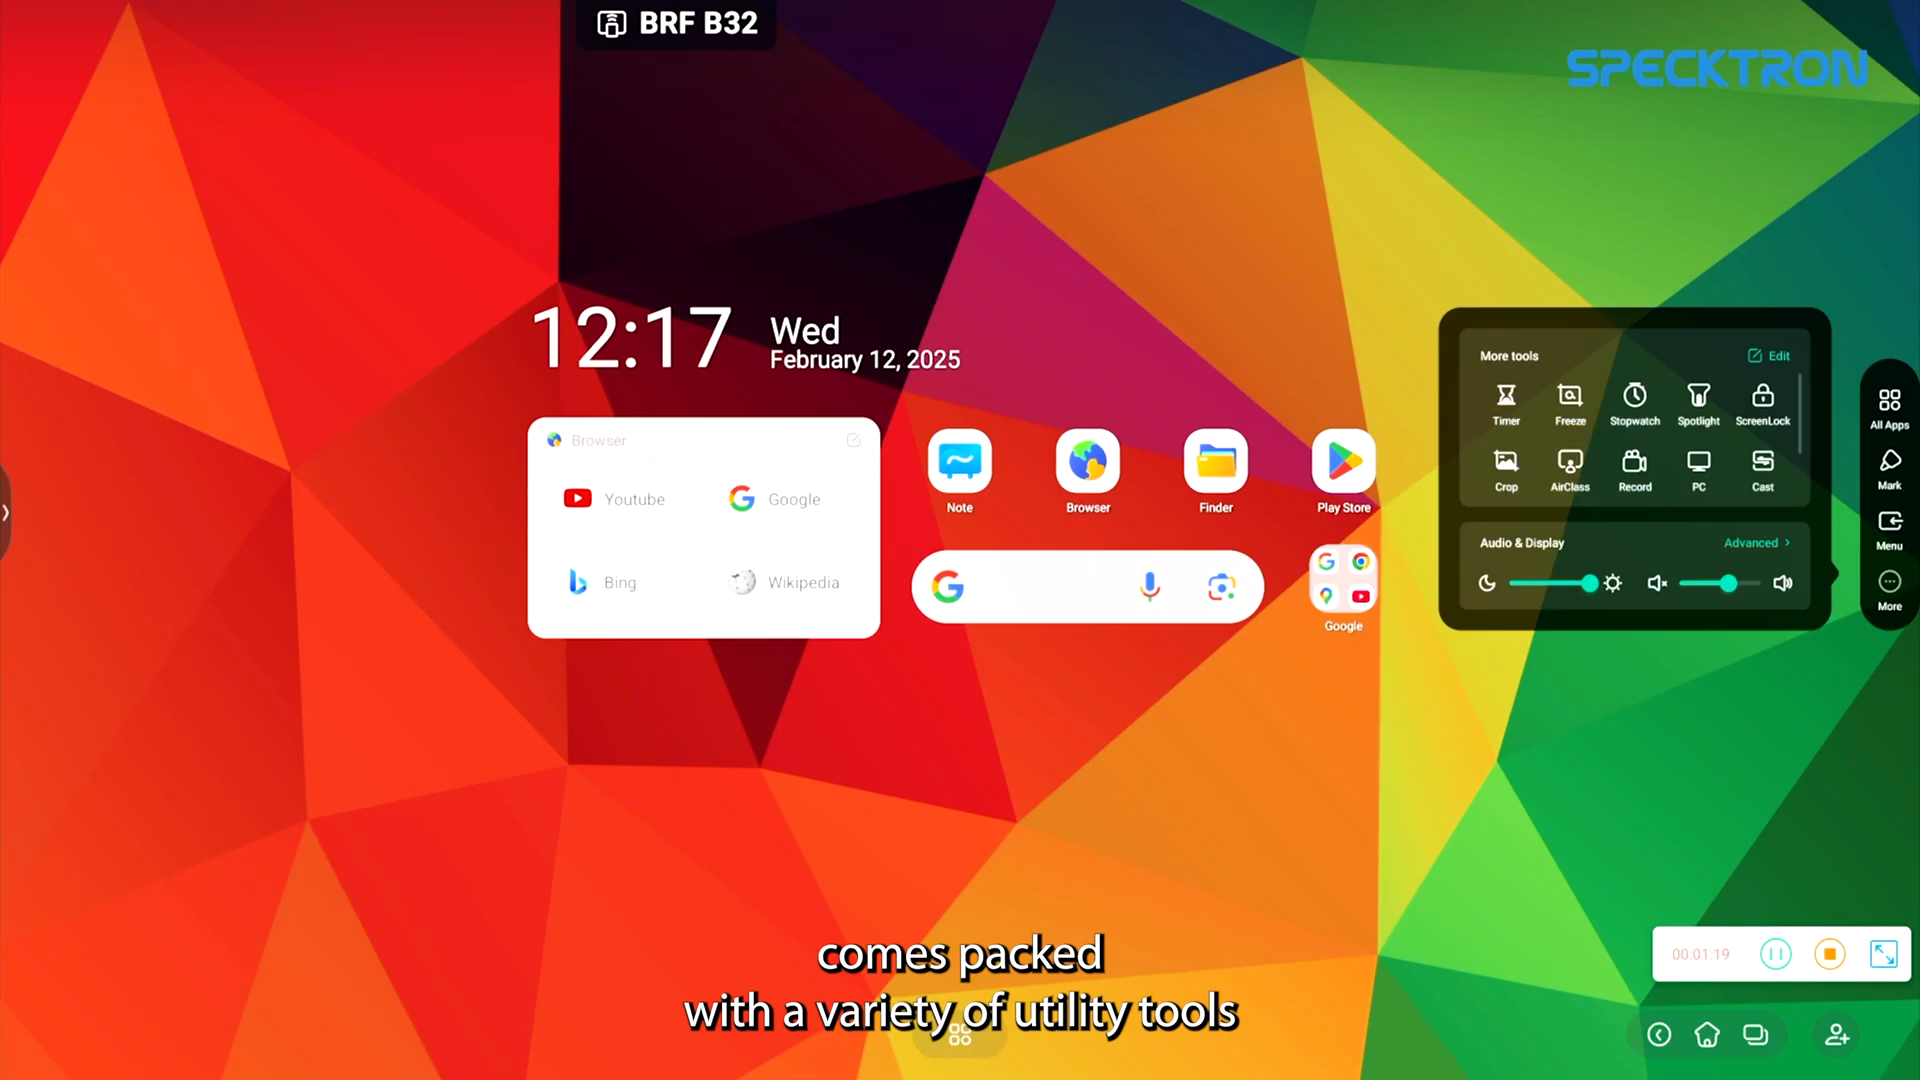 BRF B32
SPECKTRON
12:17
Wed
February 12, 2025
Browser
Youtube
Google
Bing
Wikipedia
Note
Browser
Finder
Play Store
Google
More tools
Edit
Timer
Freeze
Stopwatch
Spotlight
ScreenLock
Crop
AirClass
Record
PC
Cast
Audio & Display
Advanced >
All Apps
Mark
Menu
More
00:01:19
comes packed
with a variety of utility tools